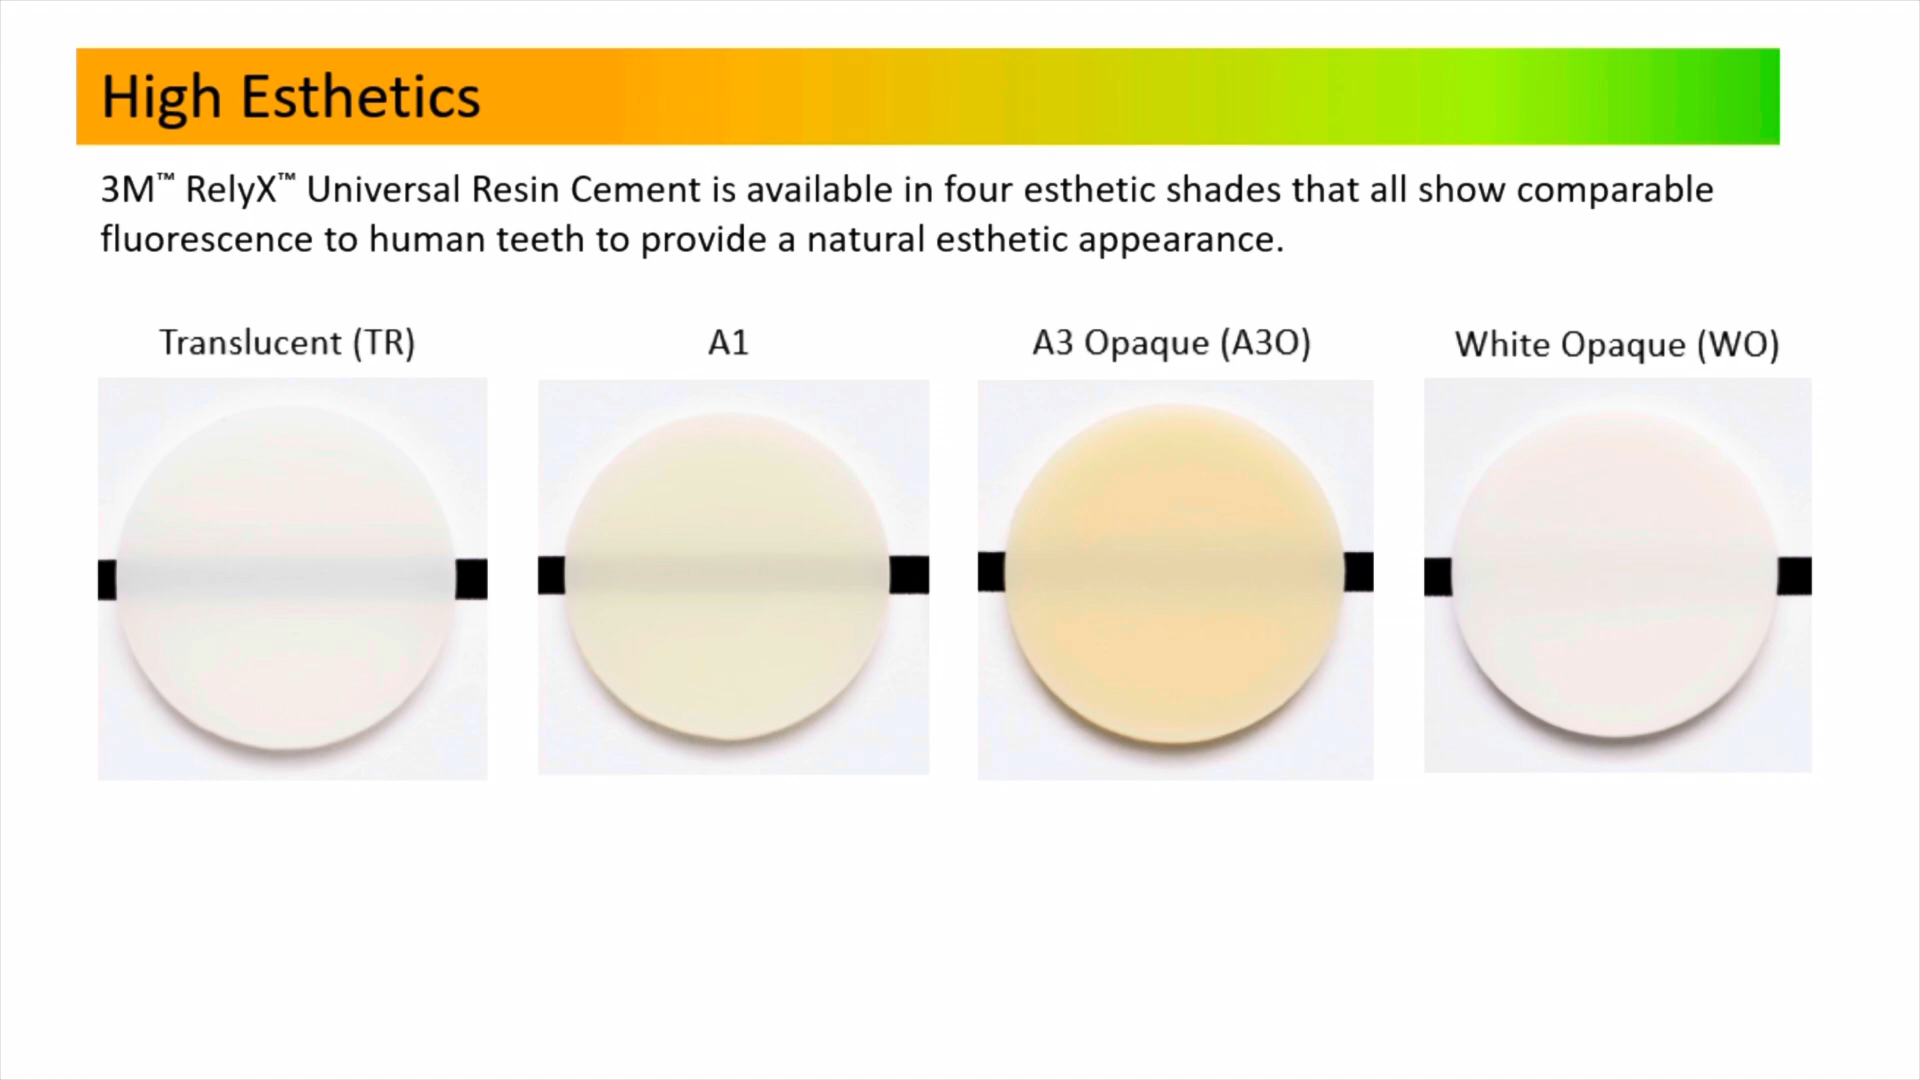 High Esthetics
3M™ RelyX™ Universal Resin Cement is available in four esthetic shades that all show comparable
fluorescence to human teeth to provide a natural esthetic appearance.
Translucent (TR)
A1
A3 Opaque (A3O)
White Opaque (WO)